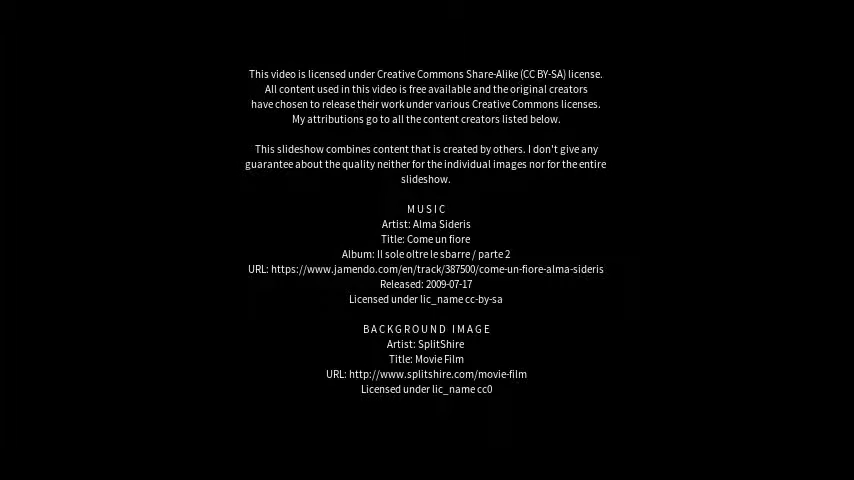 This video is licensed under Creative Commons Share-Alike (CC BY-SA) license.
All content used in this video is free available and the original creators
have chosen to release their work under various Creative Commons licenses.
My attributions go to all the content creators listed below.
This slideshow combines content that is created by others. I don't give any
guarantee about the quality neither for the individual images nor for the entire
slideshow.
MUSIC
Artist: Alma Sideris
Title: Come un fiore
Album: Il sole oltre le sbarre / parte 2
URL: https://www.jamendo.com/en/track/387500/come-un-fiore-alma-sideris
Released: 2009-07-17
Licensed under lic_name cc-by-sa
BACKGROUND IMAGE
Artist: SplitShire
Title: Movie Film
URL: http://www.splitshire.com/movie-film
Licensed under lic_name cc0